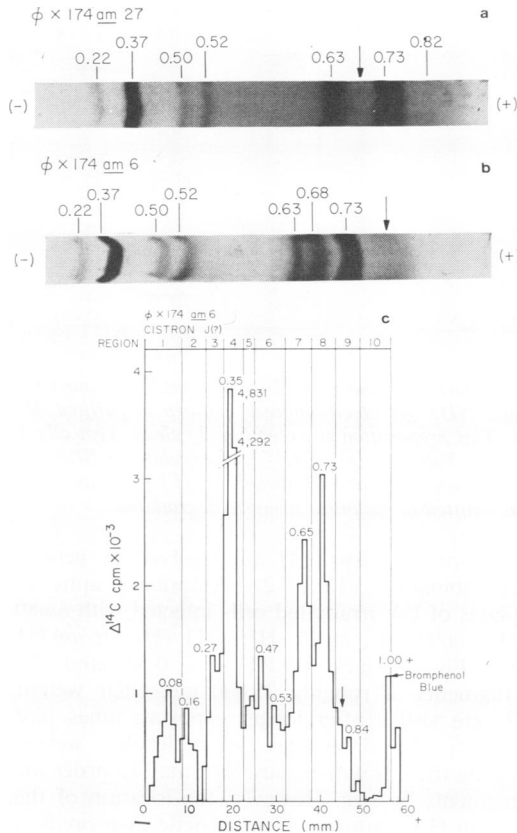 ϕ × 174 am 27
a
0.22 0.37 0.50 0.52 0.63 0.73 0.82
(-) (+)
ϕ × 174 am 6
b
0.22 0.37 0.50 0.52 0.63 0.68 0.73
(-) (+)
c
ϕ × 174 am 6
CISTRON J(?)
REGION 1 2 3 4 5 6 7 8 9 10
4
3
2
1
0
Δ¹⁴C cpm × 10⁻³
0.35
4,831
4,292
0.73
0.65
0.27
0.47
0.08
0.16
0.53
0.84
1.00 +
Bromphenol
Blue
0 10 20 30 40 50 60
− +
DISTANCE (mm)